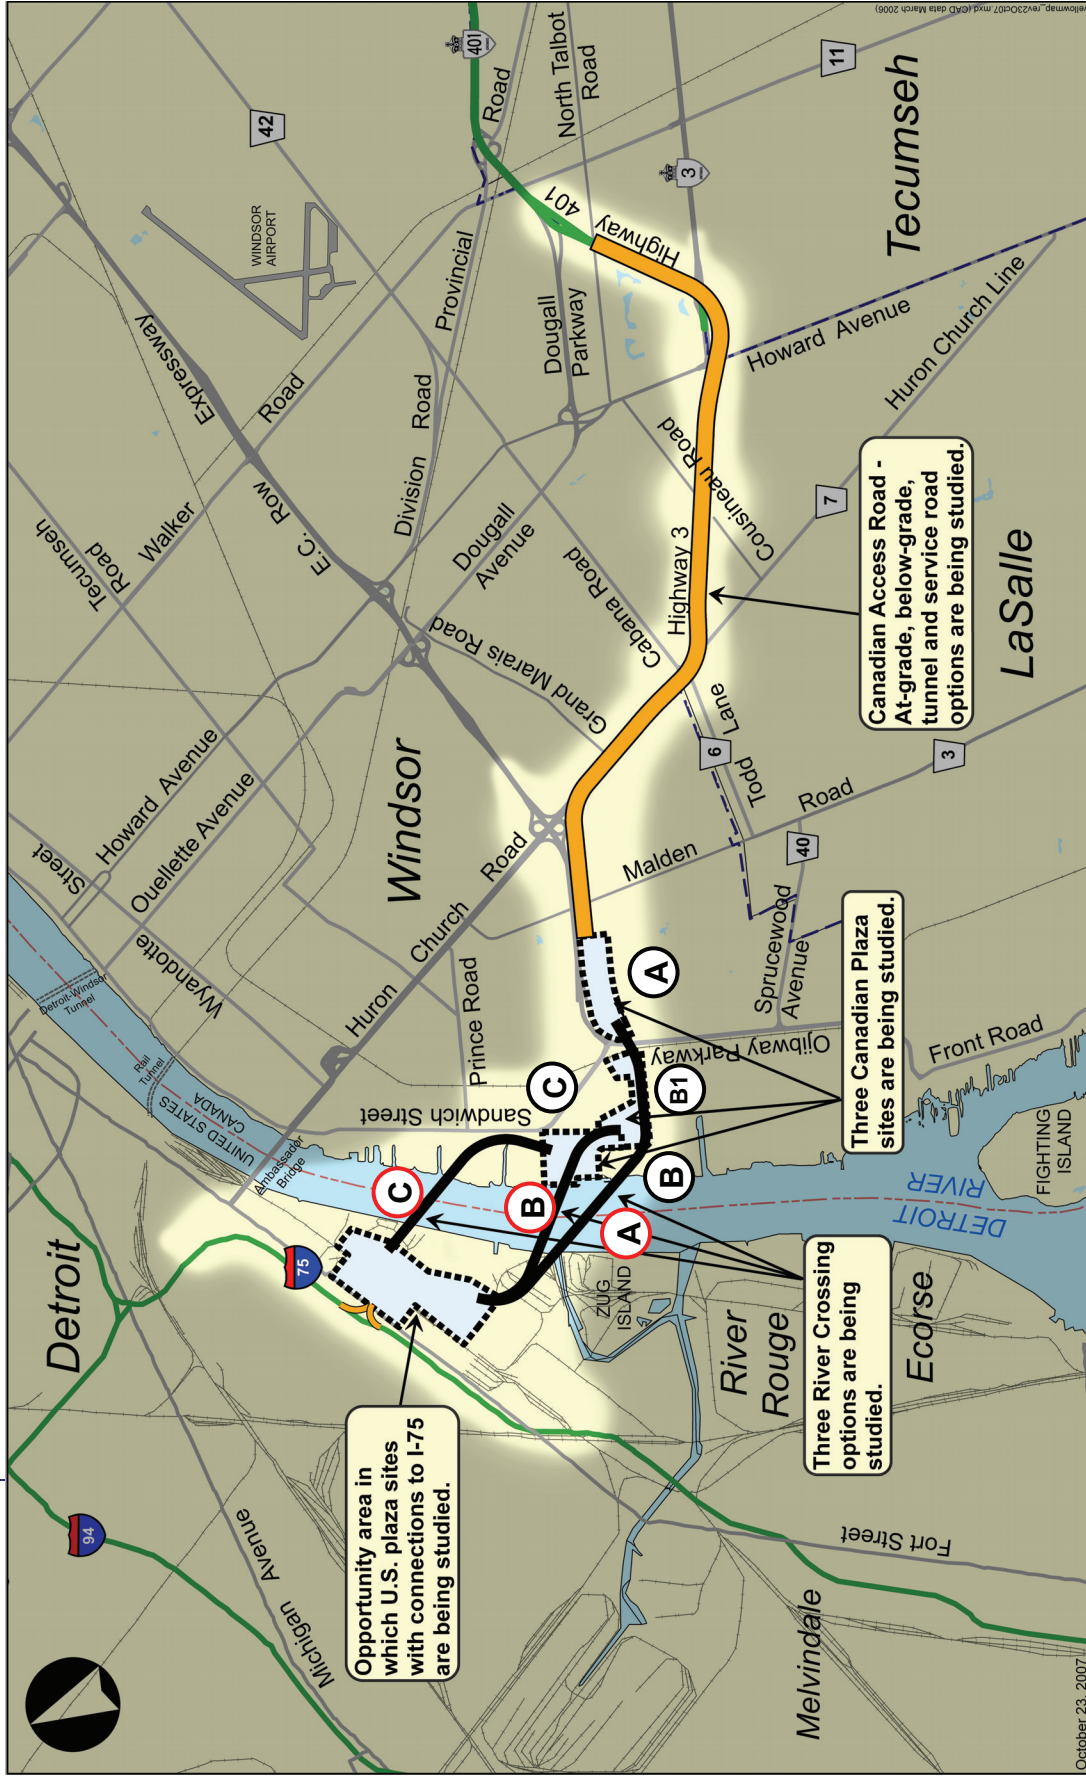 Detroit
94
75
Michigan
Avenue
Opportunity area in
which U.S. plaza sites
with connections to I-75
are being studied.
Melvindale
Fort Street
River
Rouge
Ecorse
ZUG
ISLAND
Three River Crossing
options are being
studied.
DETROIT
RIVER
FIGHTING
ISLAND
UNITED STATES
CANADA
Ambassador
Bridge
Rail
Tunnel
Detroit-Windsor
Tunnel
C
B
A
C
B
B1
A
Three Canadian Plaza
sites are being studied.
Front Road
Ojibway Parkway
Sandwich Street
Prince Road
Huron
Church
Road
Wyandotte
Street
Howard Avenue
Ouellette Avenue
Windsor
Tecumseh
Road
Walker
Road
E.C.
Row
Expressway
Division
Road
Provincial
Road
Dougall
Avenue
Dougall
Parkway
Grand Marais Road
Cabana Road
Cousineau Road
Highway 3
Highway
401
401
North Talbot
Road
3
11
42
WINDSOR
AIRPORT
Tecumseh
Howard Avenue
Huron Church Line
7
LaSalle
Canadian Access Road -
At-grade, below-grade,
tunnel and service road
options are being studied.
Todd Lane
6
Malden
Road
3
40
Sprucewood
Avenue
October 23, 2007
yellowmap_rev23Oct07.mxd (CAD data March 2006)